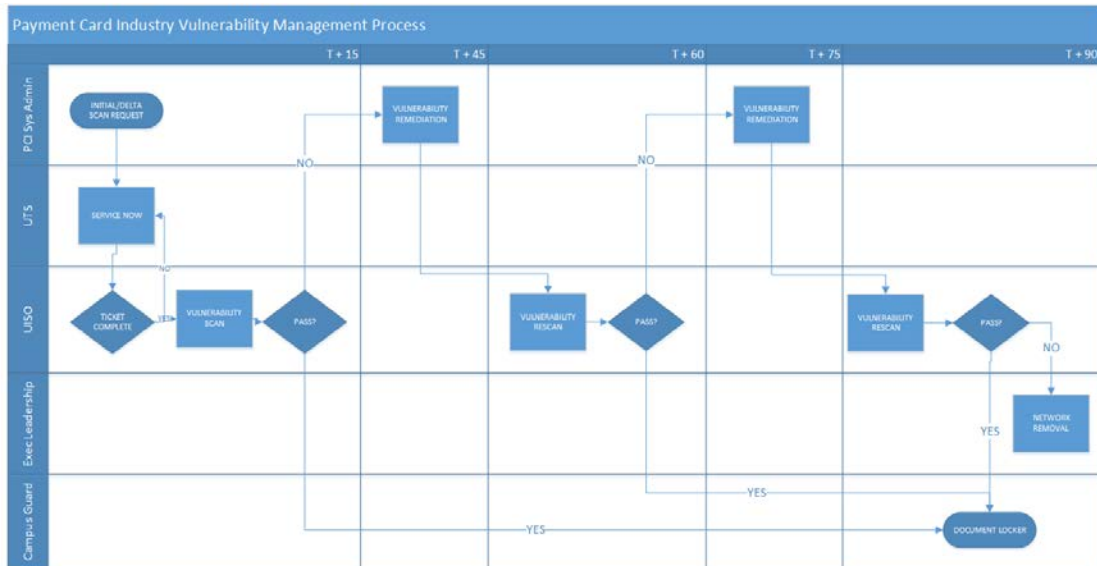 Payment Card Industry Vulnerability Management Process
T + 15
T + 45
T + 60
T + 75
T + 90
PCI Sys Admin
INITIAL/DELTA
SCAN REQUEST
VULNERABILITY
REMEDIATION
VULNERABILITY
REMEDIATION
NO
NO
UTS
SERVICE NOW
NO
UISO
TICKET
COMPLETE
YES
VULNERABILITY
SCAN
PASS?
VULNERABILITY
RESCAN
PASS?
VULNERABILITY
RESCAN
PASS?
NO
Exec Leadership
NETWORK
REMOVAL
YES
Campus Guard
YES
YES
DOCUMENT LOCKER